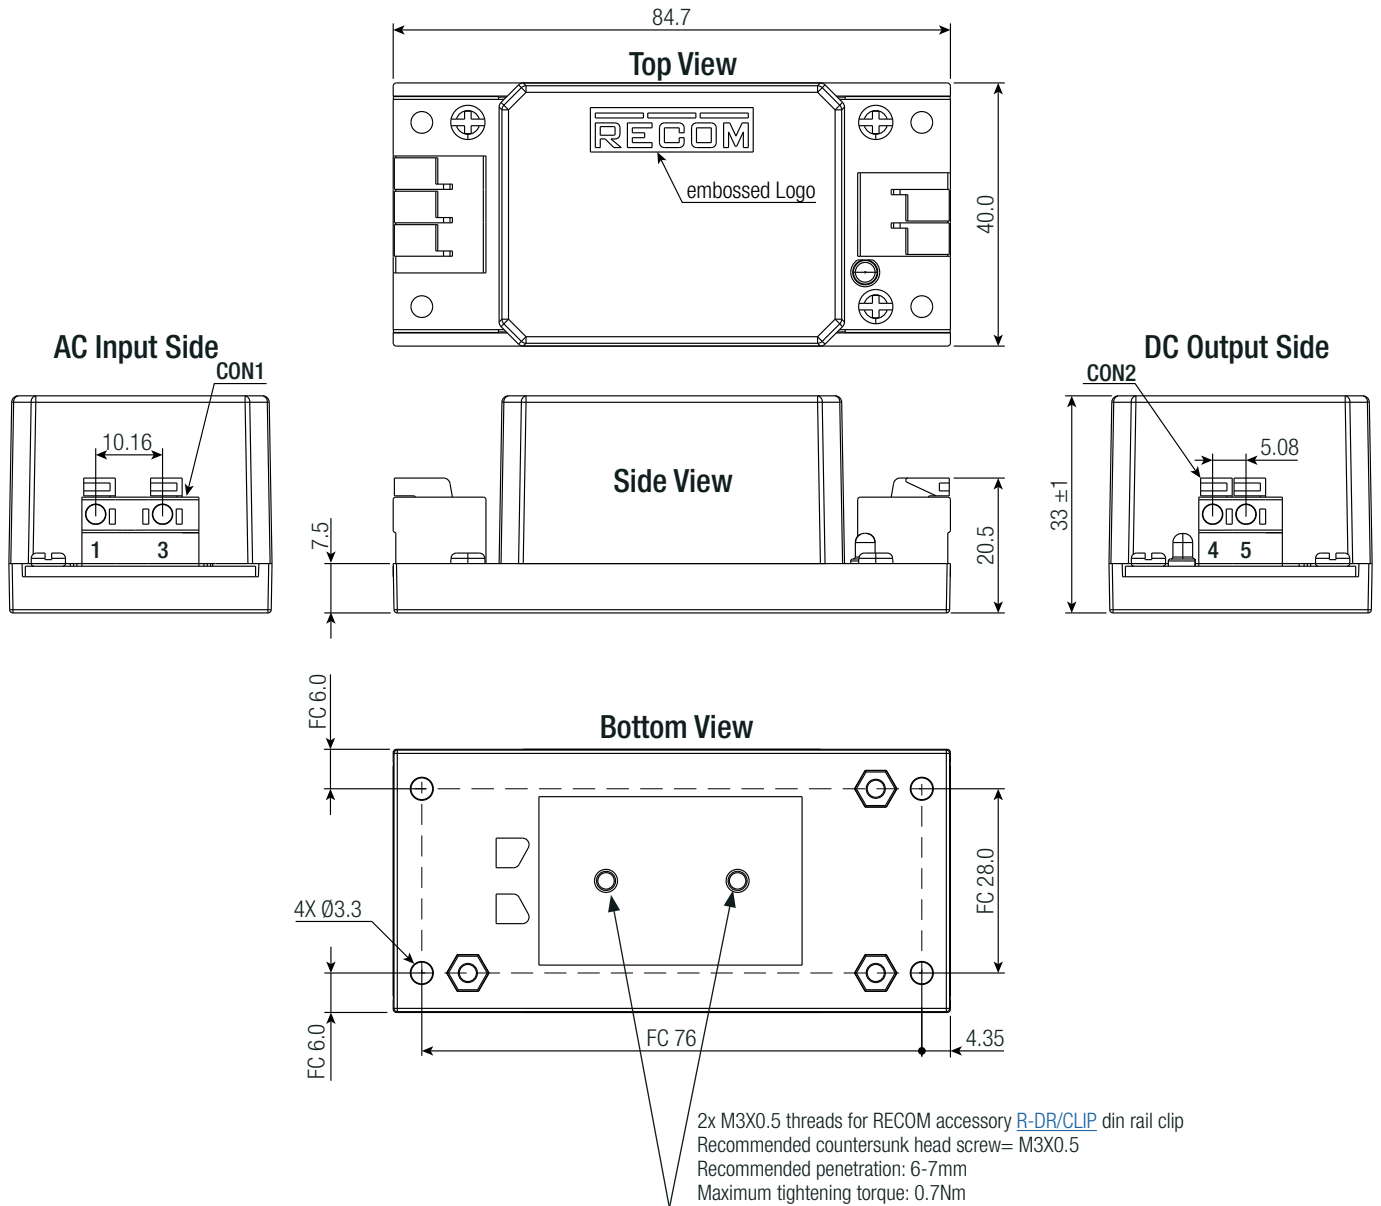 84.7
Top View
RECOM
embossed Logo
40.0
AC Input Side
CON1
10.16
1 3
Side View
7.5
20.5
DC Output Side
CON2
5.08
33 ±1
4 5
FC 6.0
Bottom View
FC 28.0
4X Ø3.3
FC 6.0
FC 76
4.35
2x M3X0.5 threads for RECOM accessory R-DR/CLIP din rail clip
Recommended countersunk head screw= M3X0.5
Recommended penetration: 6-7mm
Maximum tightening torque: 0.7Nm